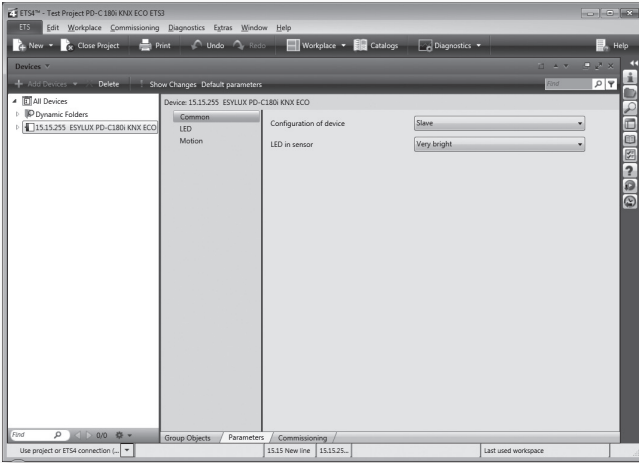 ETS4™ - Test Project PD-C 180i KNX ECO ETS3
ETS Edit Workplace Commissioning Diagnostics Extras Window Help
New Close Project Print Undo Redo Workplace Catalogs Diagnostics Help
Devices
Add Devices Delete Show Changes Default parameters Find
All Devices
Dynamic Folders
15.15.255 ESYLUX PD-C180i KNX ECO
Device: 15.15.255 ESYLUX PD-C180i KNX ECO
Common
LED
Motion
Configuration of device Slave
LED in sensor Very bright
Find 0/0
Group Objects Parameters Commissioning
Use project or ETS4 connection (... 15.15 New line 15.15.25... Last used workspace